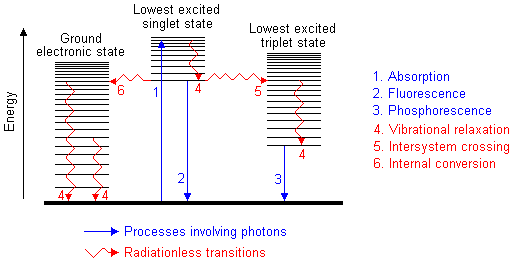 Lowest excited
singlet state
Ground
electronic state
Lowest excited
triplet state
Energy
6
1
4
5
4
2
3
4
4
1. Absorption
2. Fluorescence
3. Phosphorescence
4. Vibrational relaxation
5. Intersystem crossing
6. Internal conversion
Processes involving photons
Radiationless transitions